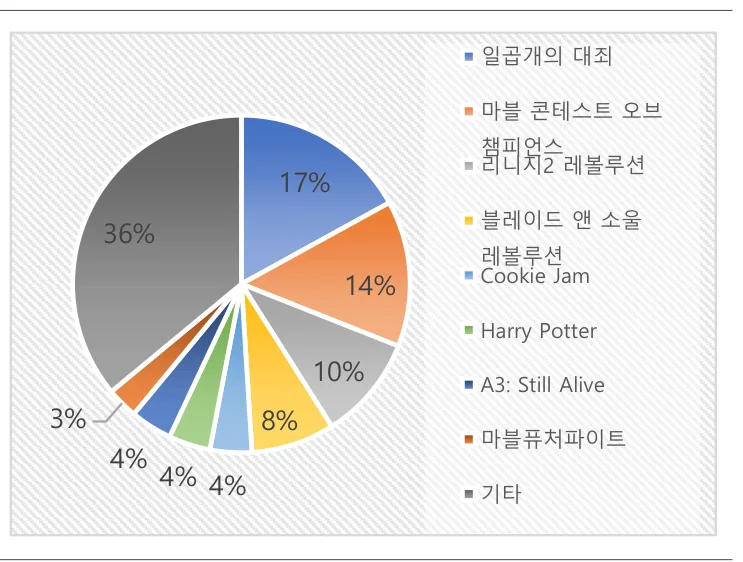 17%
14%
10%
8%
4%
4%
4%
3%
36%
일곱개의 대죄
마블 콘테스트 오브
챔피언스
리니지2 레볼루션
블레이드 앤 소울
레볼루션
Cookie Jam
Harry Potter
A3: Still Alive
마블퓨처파이트
기타